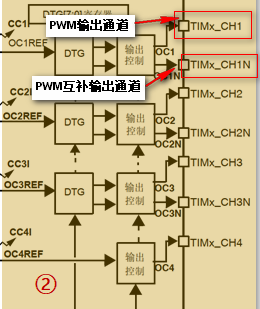 DTG[7:0]寄存器
PWM输出通道
CC1I
TIMx_CH1
OC1REF
DTG
输出
控制
OC1
OC1N
TIMx_CH1N
PWM互补输出通道
CC2I
TIMx_CH2
OC2REF
DTG
输出
控制
OC2
OC2N
TIMx_CH2N
CC3I
TIMx_CH3
OC3REF
DTG
输出
控制
OC3
OC3N
TIMx_CH3N
CC4I
TIMx_CH4
OC4REF
输出
控制
OC4
②